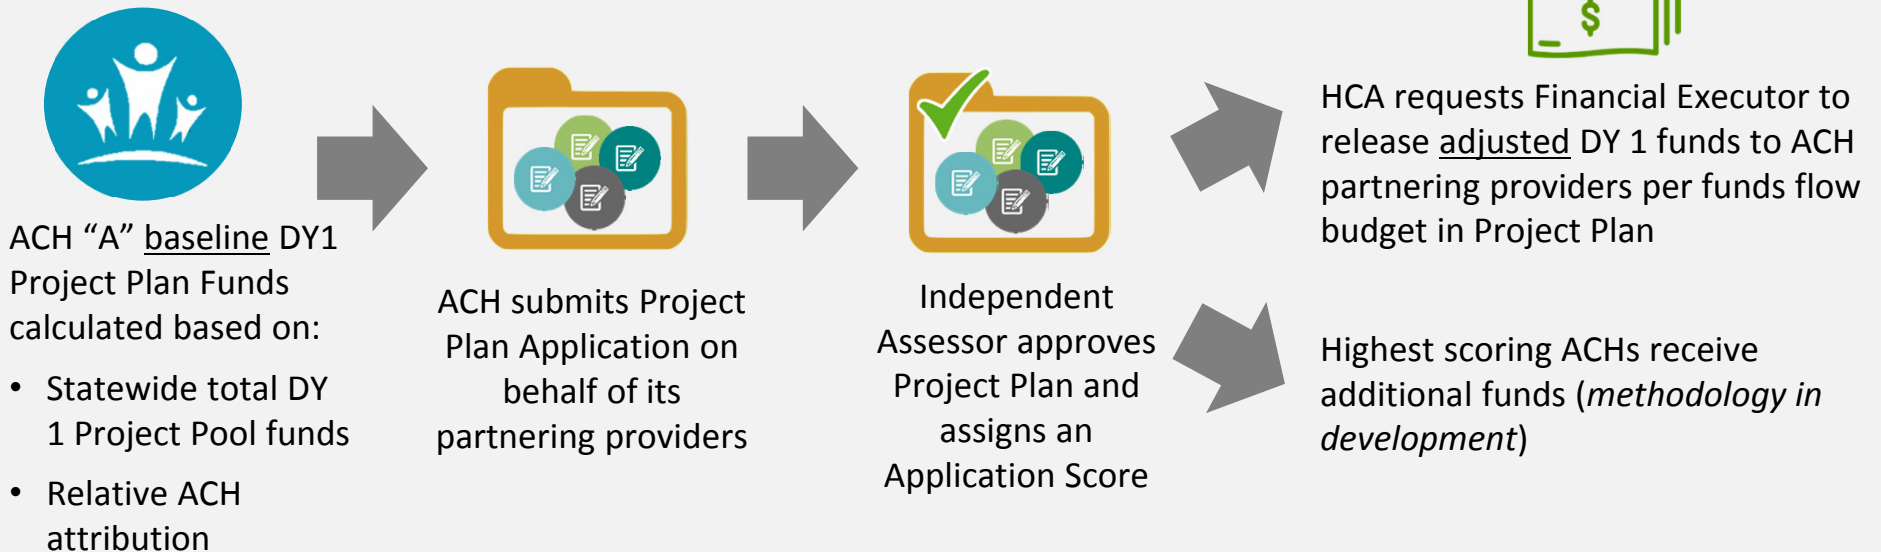 ACH “A” baseline DY1
Project Plan Funds
calculated based on:
• Statewide total DY
1 Project Pool funds
• Relative ACH
attribution
ACH submits Project
Plan Application on
behalf of its
partnering providers
Independent
Assessor approves
Project Plan and
assigns an
Application Score
$
HCA requests Financial Executor to
release adjusted DY 1 funds to ACH
partnering providers per funds flow
budget in Project Plan
Highest scoring ACHs receive
additional funds (methodology in
development)